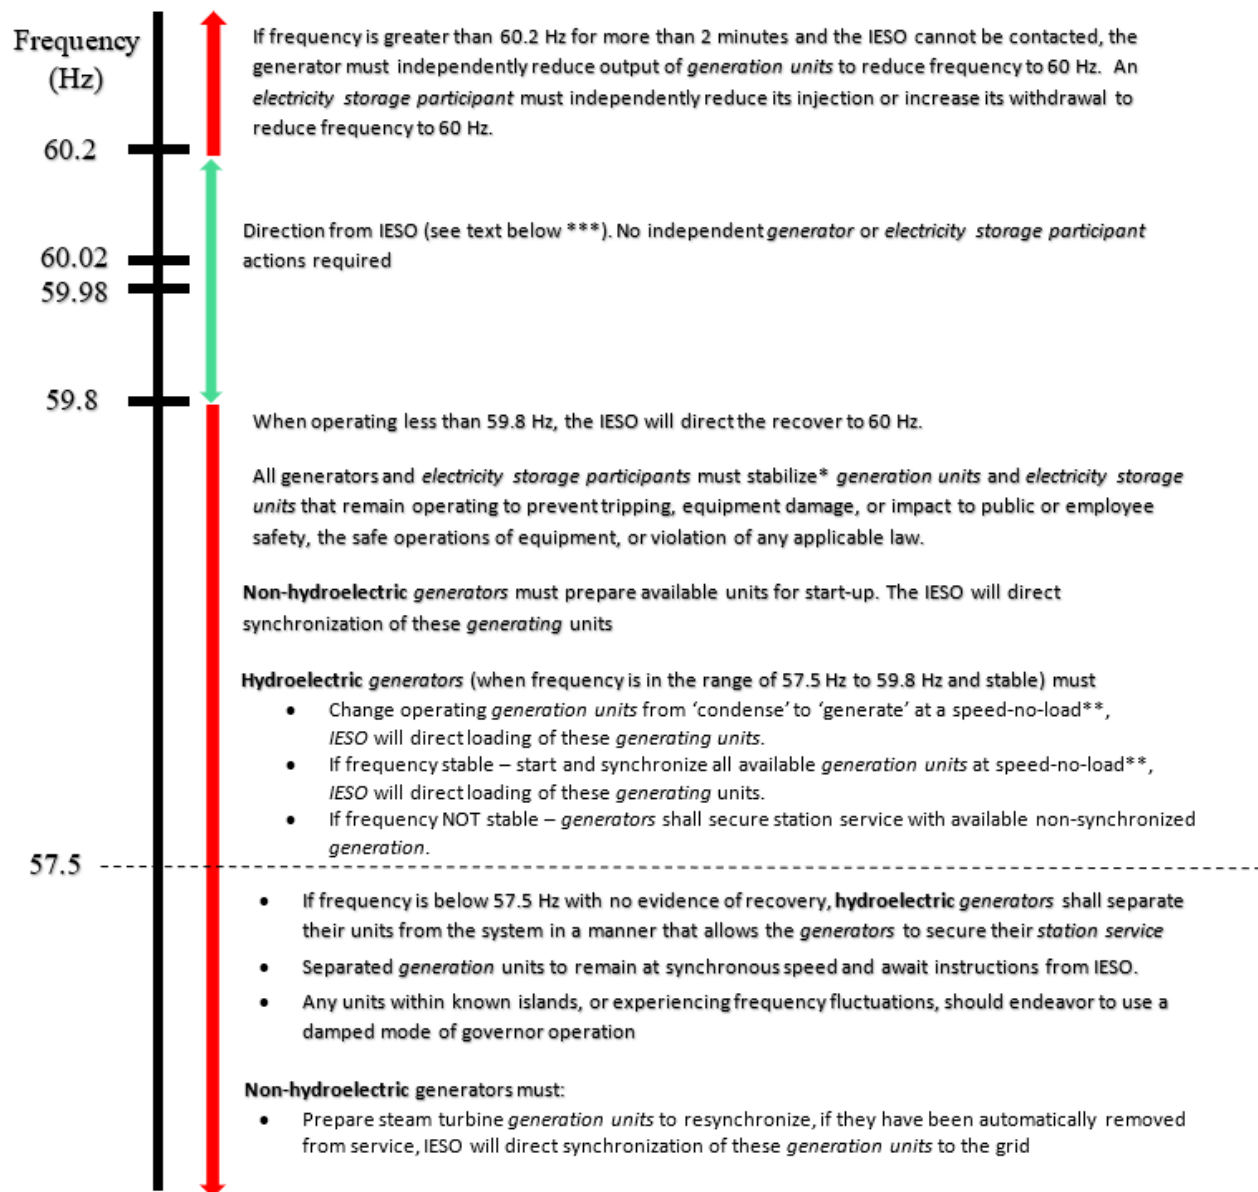 Frequency
(Hz)
If frequency is greater than 60.2 Hz for more than 2 minutes and the IESO cannot be contacted, the
generator must independently reduce output of generation units to reduce frequency to 60 Hz. An
electricity storage participant must independently reduce its injection or increase its withdrawal to
reduce frequency to 60 Hz.
60.2
Direction from IESO (see text below ***). No independent generator or electricity storage participant
actions required
60.02
59.98
59.8
When operating less than 59.8 Hz, the IESO will direct the recover to 60 Hz.
All generators and electricity storage participants must stabilize* generation units and electricity storage
units that remain operating to prevent tripping, equipment damage, or impact to public or employee
safety, the safe operations of equipment, or violation of any applicable law.
Non-hydroelectric generators must prepare available units for start-up. The IESO will direct
synchronization of these generating units
Hydroelectric generators (when frequency is in the range of 57.5 Hz to 59.8 Hz and stable) must
• Change operating generation units from ‘condense’ to ‘generate’ at a speed-no-load**,
IESO will direct loading of these generating units.
• If frequency stable – start and synchronize all available generation units at speed-no-load**,
IESO will direct loading of these generating units.
• If frequency NOT stable – generators shall secure station service with available non-synchronized
generation.
57.5
• If frequency is below 57.5 Hz with no evidence of recovery, hydroelectric generators shall separate
their units from the system in a manner that allows the generators to secure their station service
• Separated generation units to remain at synchronous speed and await instructions from IESO.
• Any units within known islands, or experiencing frequency fluctuations, should endeavor to use a
damped mode of governor operation
Non-hydroelectric generators must:
• Prepare steam turbine generation units to resynchronize, if they have been automatically removed
from service, IESO will direct synchronization of these generation units to the grid